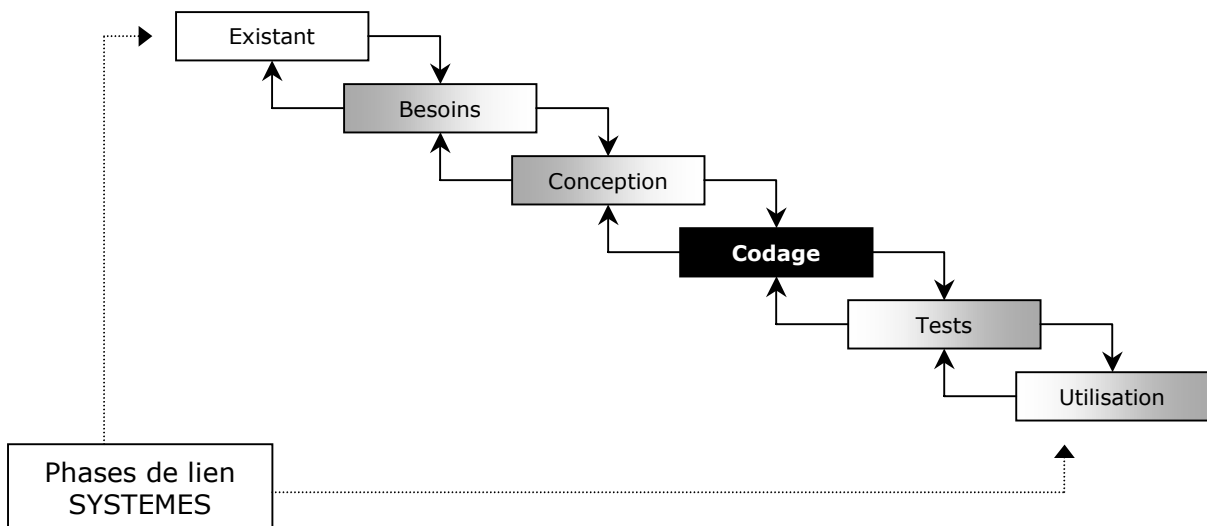 Existant
Besoins
Conception
Codage
Tests
Utilisation
Phases de lien
SYSTEMES